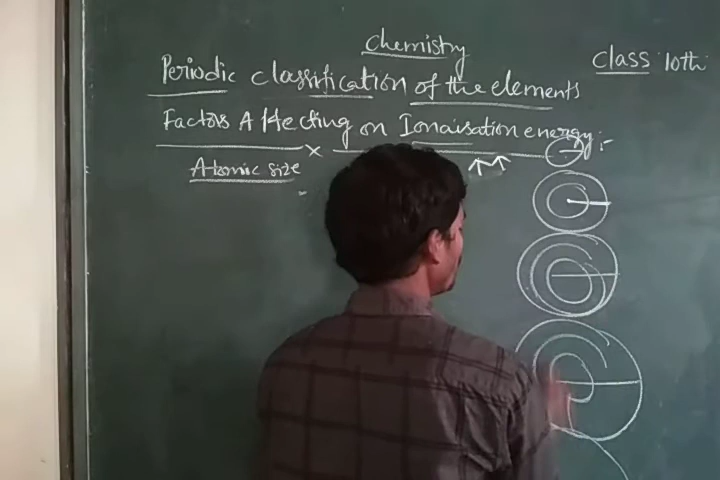 Chemistry
Class 10th
Periodic classification of the elements
Factors Affecting on Ionaisation energy:-
Atomic size